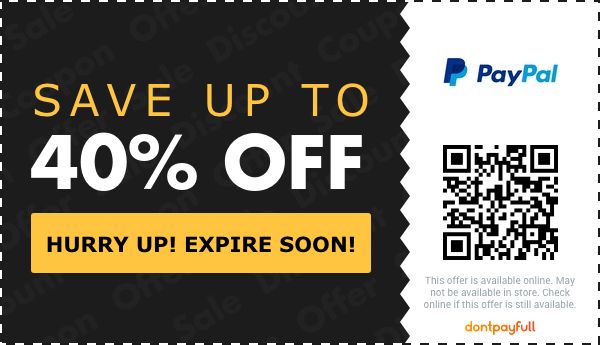 SAVE UP TO
40% OFF
HURRY UP! EXPIRE SOON!
PayPal
This offer is available online. May
not be available in store. Check
online if this offer is still available.
dontpayfull